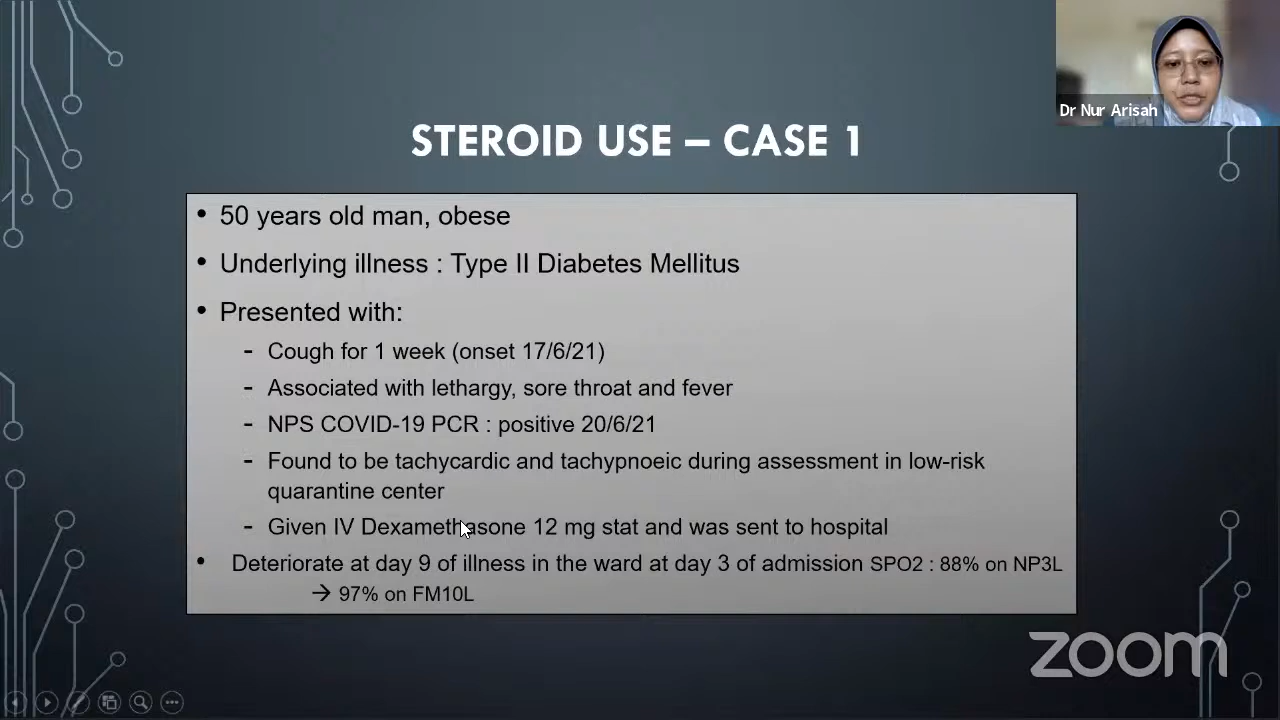 Dr Nur Arisah
STEROID USE – CASE 1
• 50 years old man, obese
• Underlying illness : Type II Diabetes Mellitus
• Presented with:
- Cough for 1 week (onset 17/6/21)
- Associated with lethargy, sore throat and fever
- NPS COVID-19 PCR : positive 20/6/21
- Found to be tachycardic and tachypnoeic during assessment in low-risk
quarantine center
- Given IV Dexamethasone 12 mg stat and was sent to hospital
• Deteriorate at day 9 of illness in the ward at day 3 of admission SPO2 : 88% on NP3L
→ 97% on FM10L
zoom